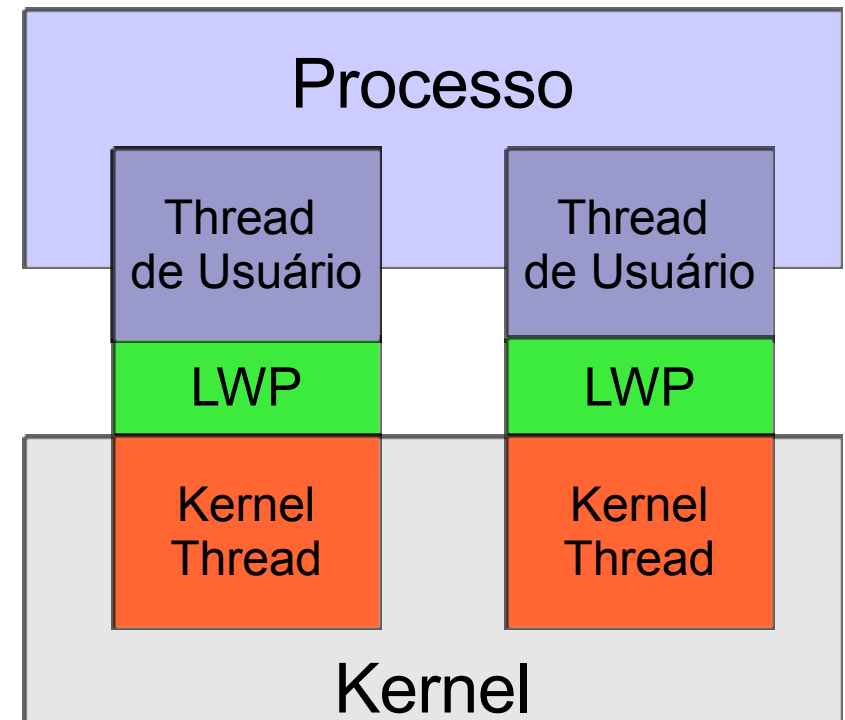 Processo
Thread
de Usuário
Thread
de Usuário
LWP
LWP
Kernel
Thread
Kernel
Thread
Kernel